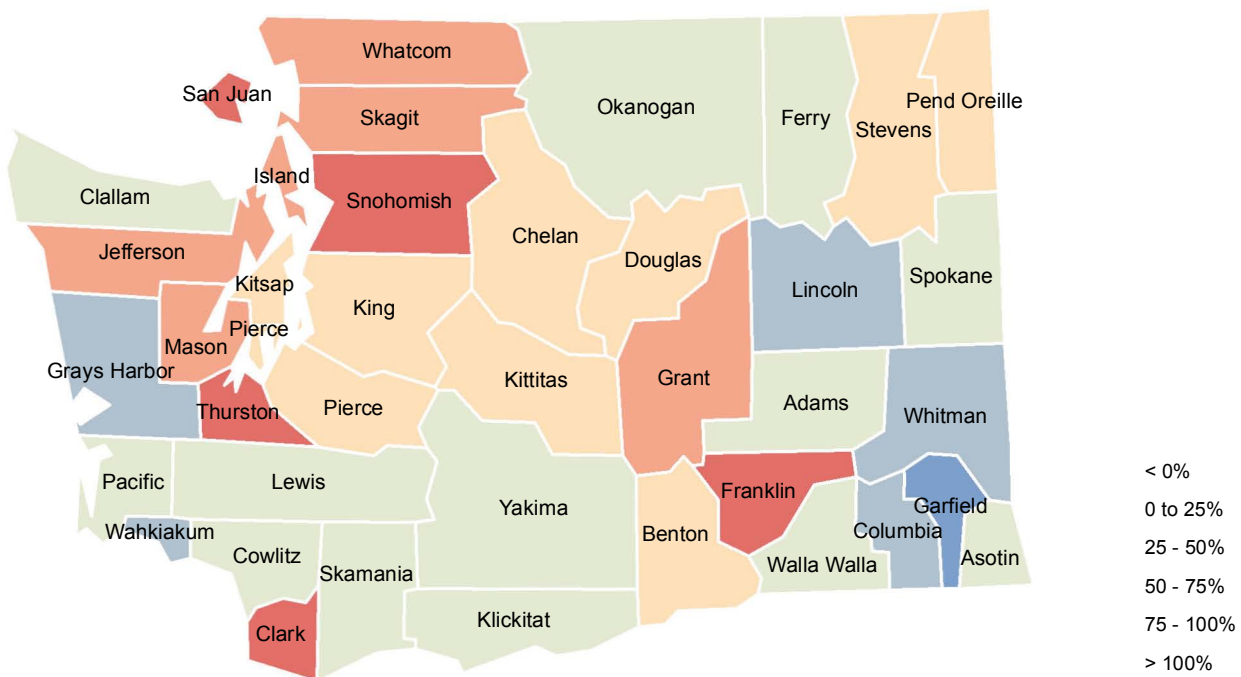 Whatcom
San Juan
Skagit
Okanogan
Ferry
Stevens
Pend Oreille
Island
Clallam
Snohomish
Chelan
Jefferson
Douglas
Kitsap
Lincoln
Spokane
King
Pierce
Mason
Grays Harbor
Kittitas
Grant
Adams
Whitman
Thurston
Pierce
Pacific
Lewis
Yakima
Franklin
Garfield
Wahkiakum
Benton
Columbia
Cowlitz
Skamania
Walla Walla
Asotin
Klickitat
Clark
< 0%
0 to 25%
25 - 50%
50 - 75%
75 - 100%
> 100%